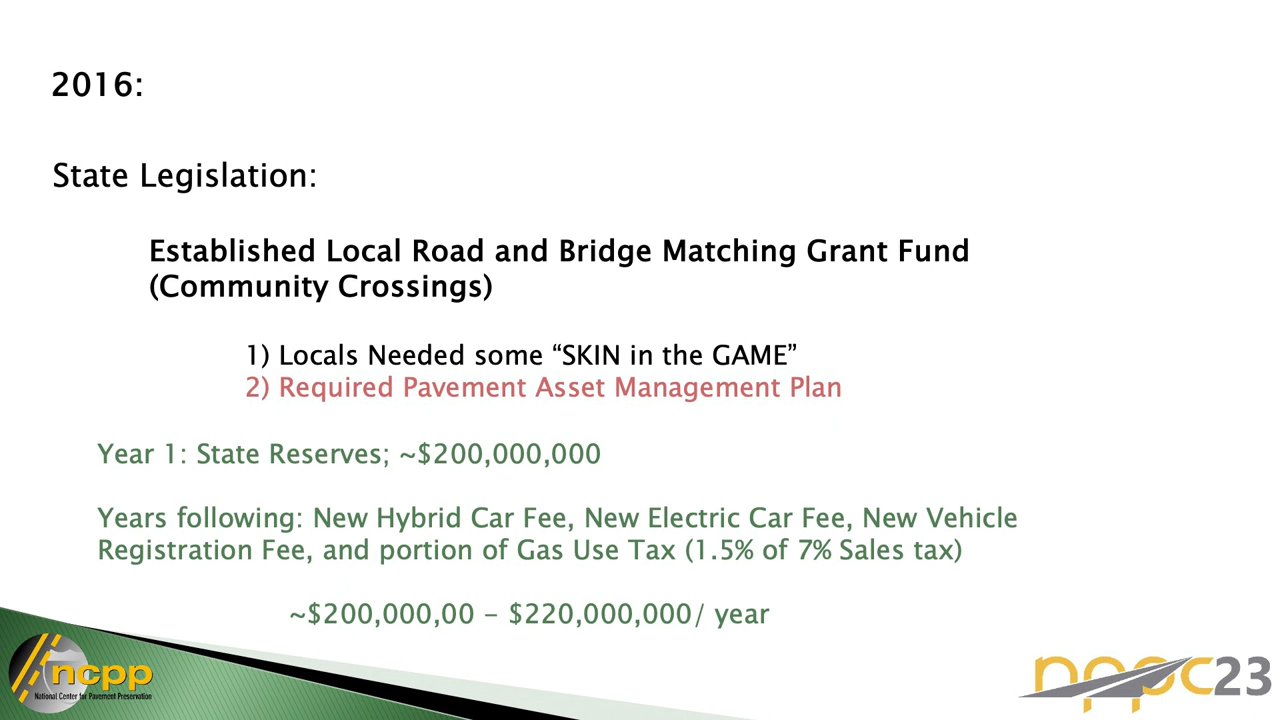 2016:
State Legislation:
Established Local Road and Bridge Matching Grant Fund
(Community Crossings)
1) Locals Needed some “SKIN in the GAME”
2) Required Pavement Asset Management Plan
Year 1: State Reserves; ~$200,000,000
Years following: New Hybrid Car Fee, New Electric Car Fee, New Vehicle
Registration Fee, and portion of Gas Use Tax (1.5% of 7% Sales tax)
~$200,000,00 - $220,000,000/ year
ncpp
National Center for Pavement Preservation
nppc23